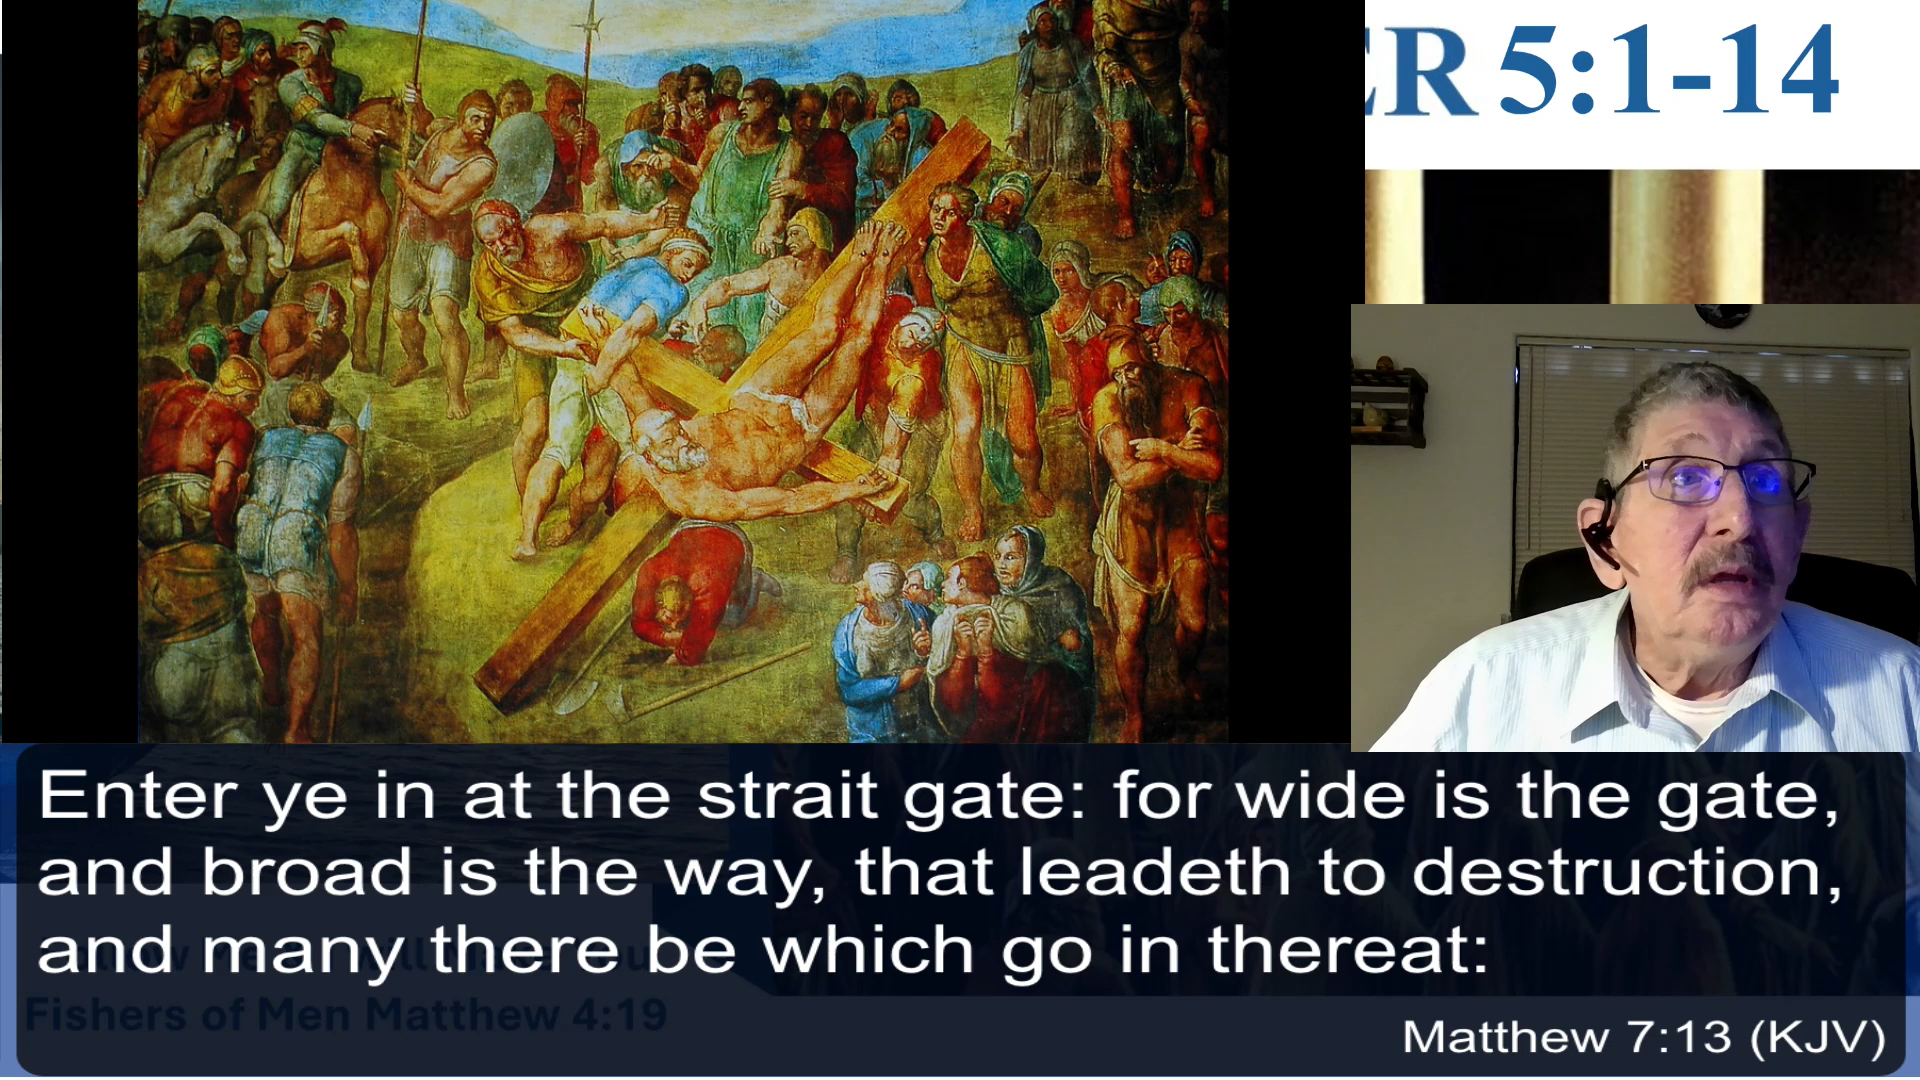 ER 5:1-14
Enter ye in at the strait gate: for wide is the gate,
and broad is the way, that leadeth to destruction,
and many there be which go in thereat:
Fishers of Men Matthew 4:19
Matthew 7:13 (KJV)